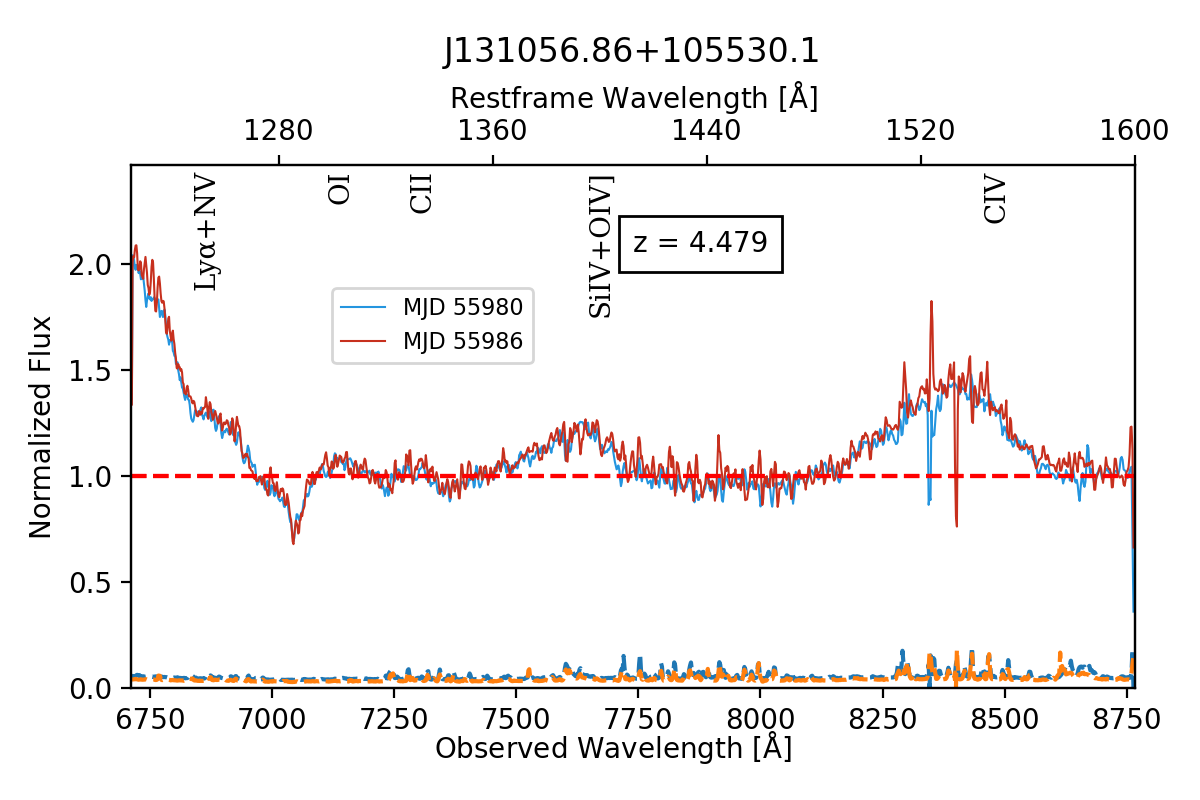 J131056.86+105530.1
Restframe Wavelength [Å]
1280 1360 1440 1520 1600
Lyα+NV
OI
CII
SiIV+OIV]
CIV
z = 4.479
MJD 55980
MJD 55986
Normalized Flux
2.0
1.5
1.0
0.5
0.0
6750 7000 7250 7500 7750 8000 8250 8500 8750
Observed Wavelength [Å]